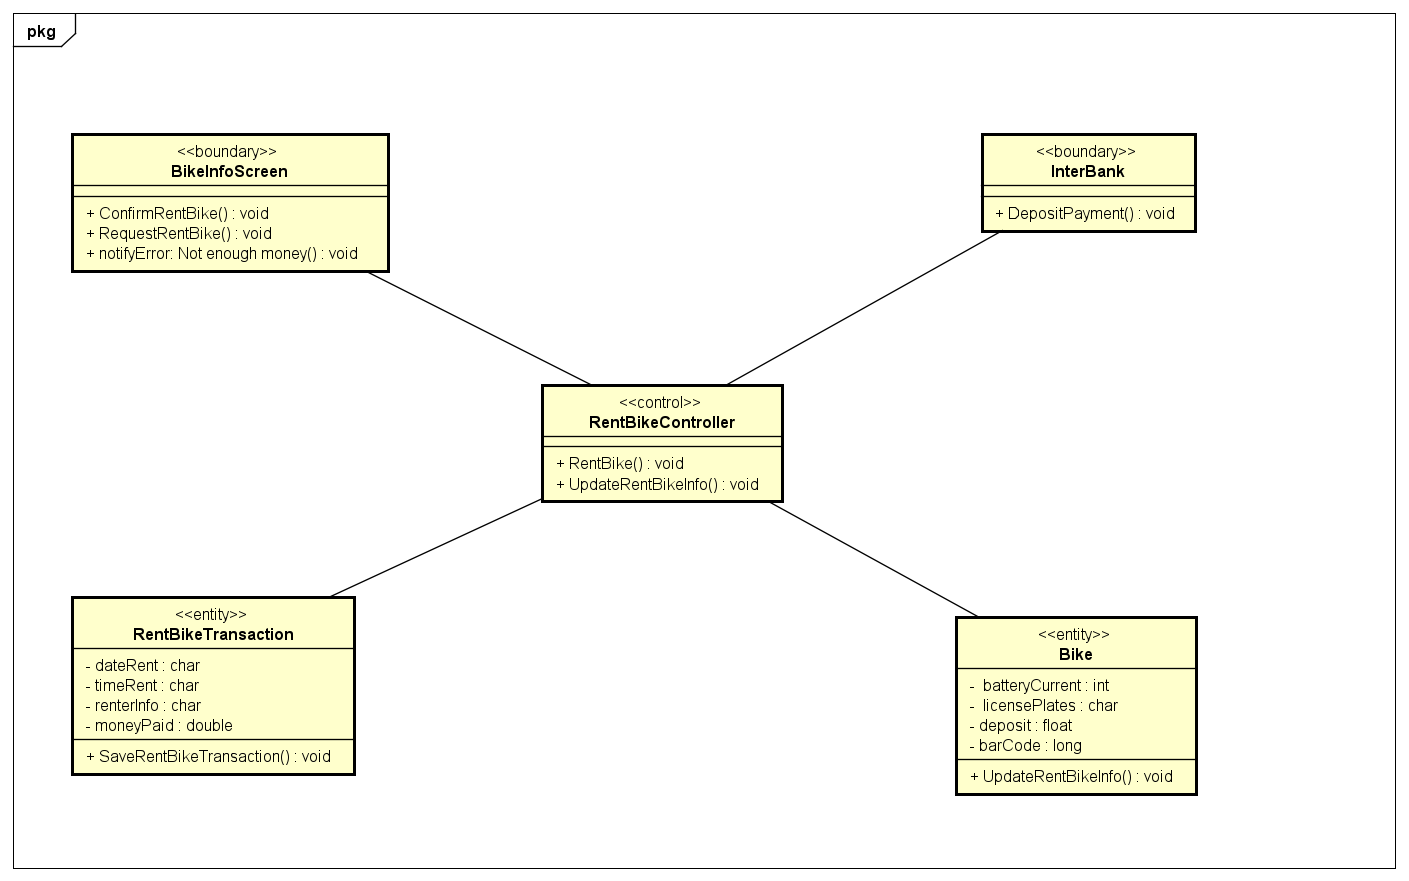 pkg
<<boundary>>
BikeInfoScreen
+ ConfirmRentBike() : void
+ RequestRentBike() : void
+ notifyError: Not enough money() : void
<<boundary>>
InterBank
+ DepositPayment() : void
<<control>>
RentBikeController
+ RentBike() : void
+ UpdateRentBikeInfo() : void
<<entity>>
RentBikeTransaction
- dateRent : char
- timeRent : char
- renterInfo : char
- moneyPaid : double
+ SaveRentBikeTransaction() : void
<<entity>>
Bike
- batteryCurrent : int
- licensePlates : char
- deposit : float
- barCode : long
+ UpdateRentBikeInfo() : void